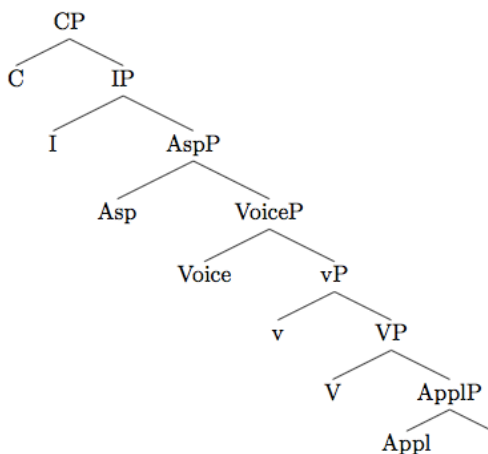 CP
C IP
I AspP
Asp VoiceP
Voice vP
v VP
V ApplP
Appl